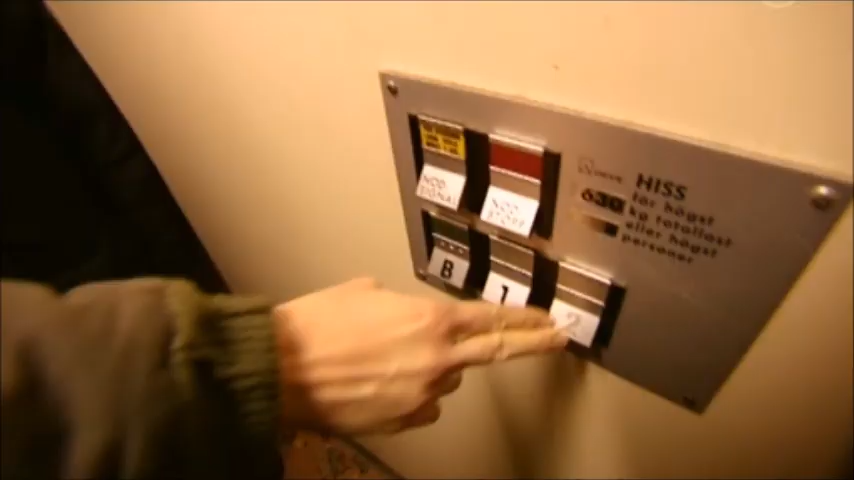 NÖD
SIGNAL
NÖD-
STOPP
HISS
630
för högst
kg totallast
eller högst
personer
B
1
2